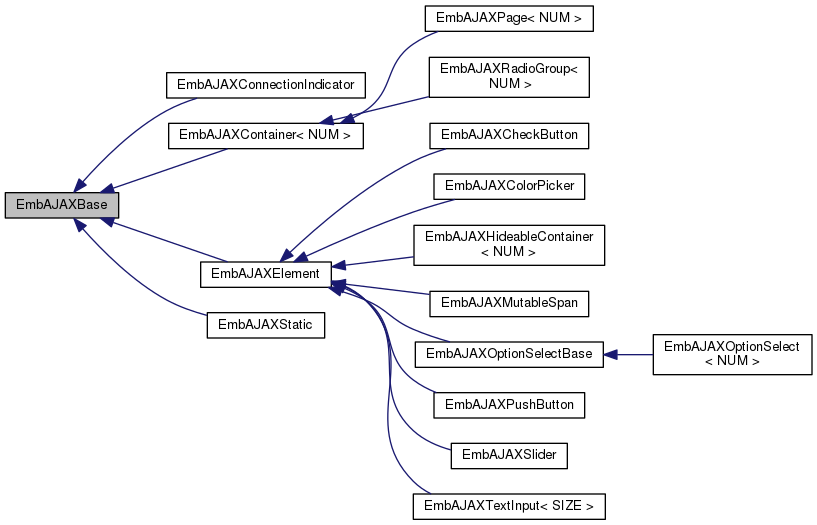 EmbAJAXPage< NUM >
EmbAJAXConnectionIndicator
EmbAJAXRadioGroup<
NUM >
EmbAJAXContainer< NUM >
EmbAJAXCheckButton
EmbAJAXColorPicker
EmbAJAXBase
EmbAJAXHideableContainer
< NUM >
EmbAJAXElement
EmbAJAXMutableSpan
EmbAJAXStatic
EmbAJAXOptionSelectBase
EmbAJAXOptionSelect
< NUM >
EmbAJAXPushButton
EmbAJAXSlider
EmbAJAXTextInput< SIZE >